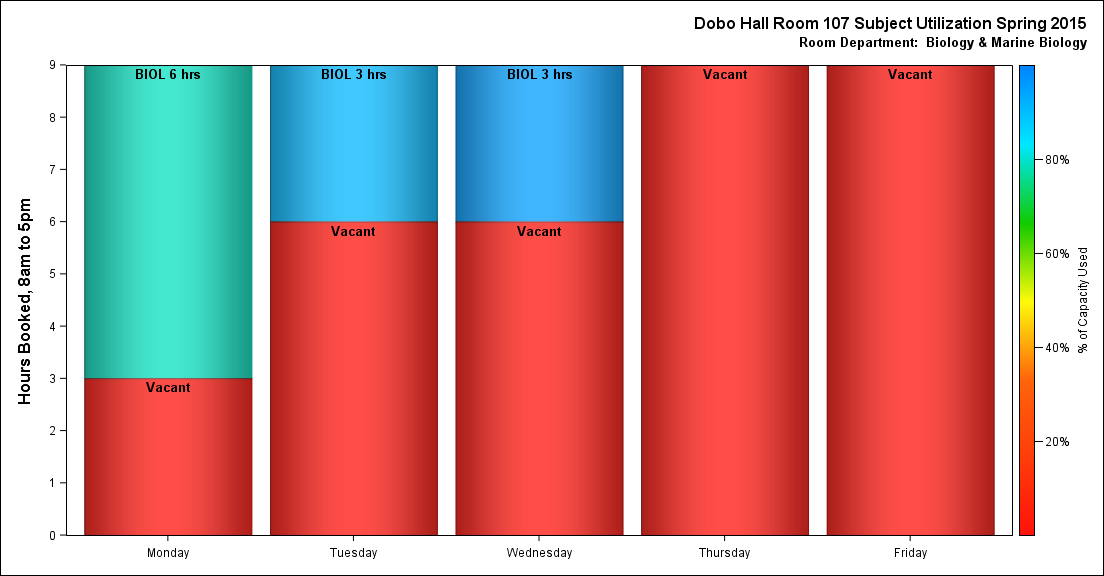 Dobo Hall Room 107 Subject Utilization Spring 2015
Room Department:  Biology & Marine Biology
Hours Booked, 8am to 5pm
9
8
7
6
5
4
3
2
1
0
BIOL 6 hrs
Vacant
BIOL 3 hrs
Vacant
BIOL 3 hrs
Vacant
Vacant
Vacant
Monday
Tuesday
Wednesday
Thursday
Friday
80%
60%
40%
20%
% of Capacity Used